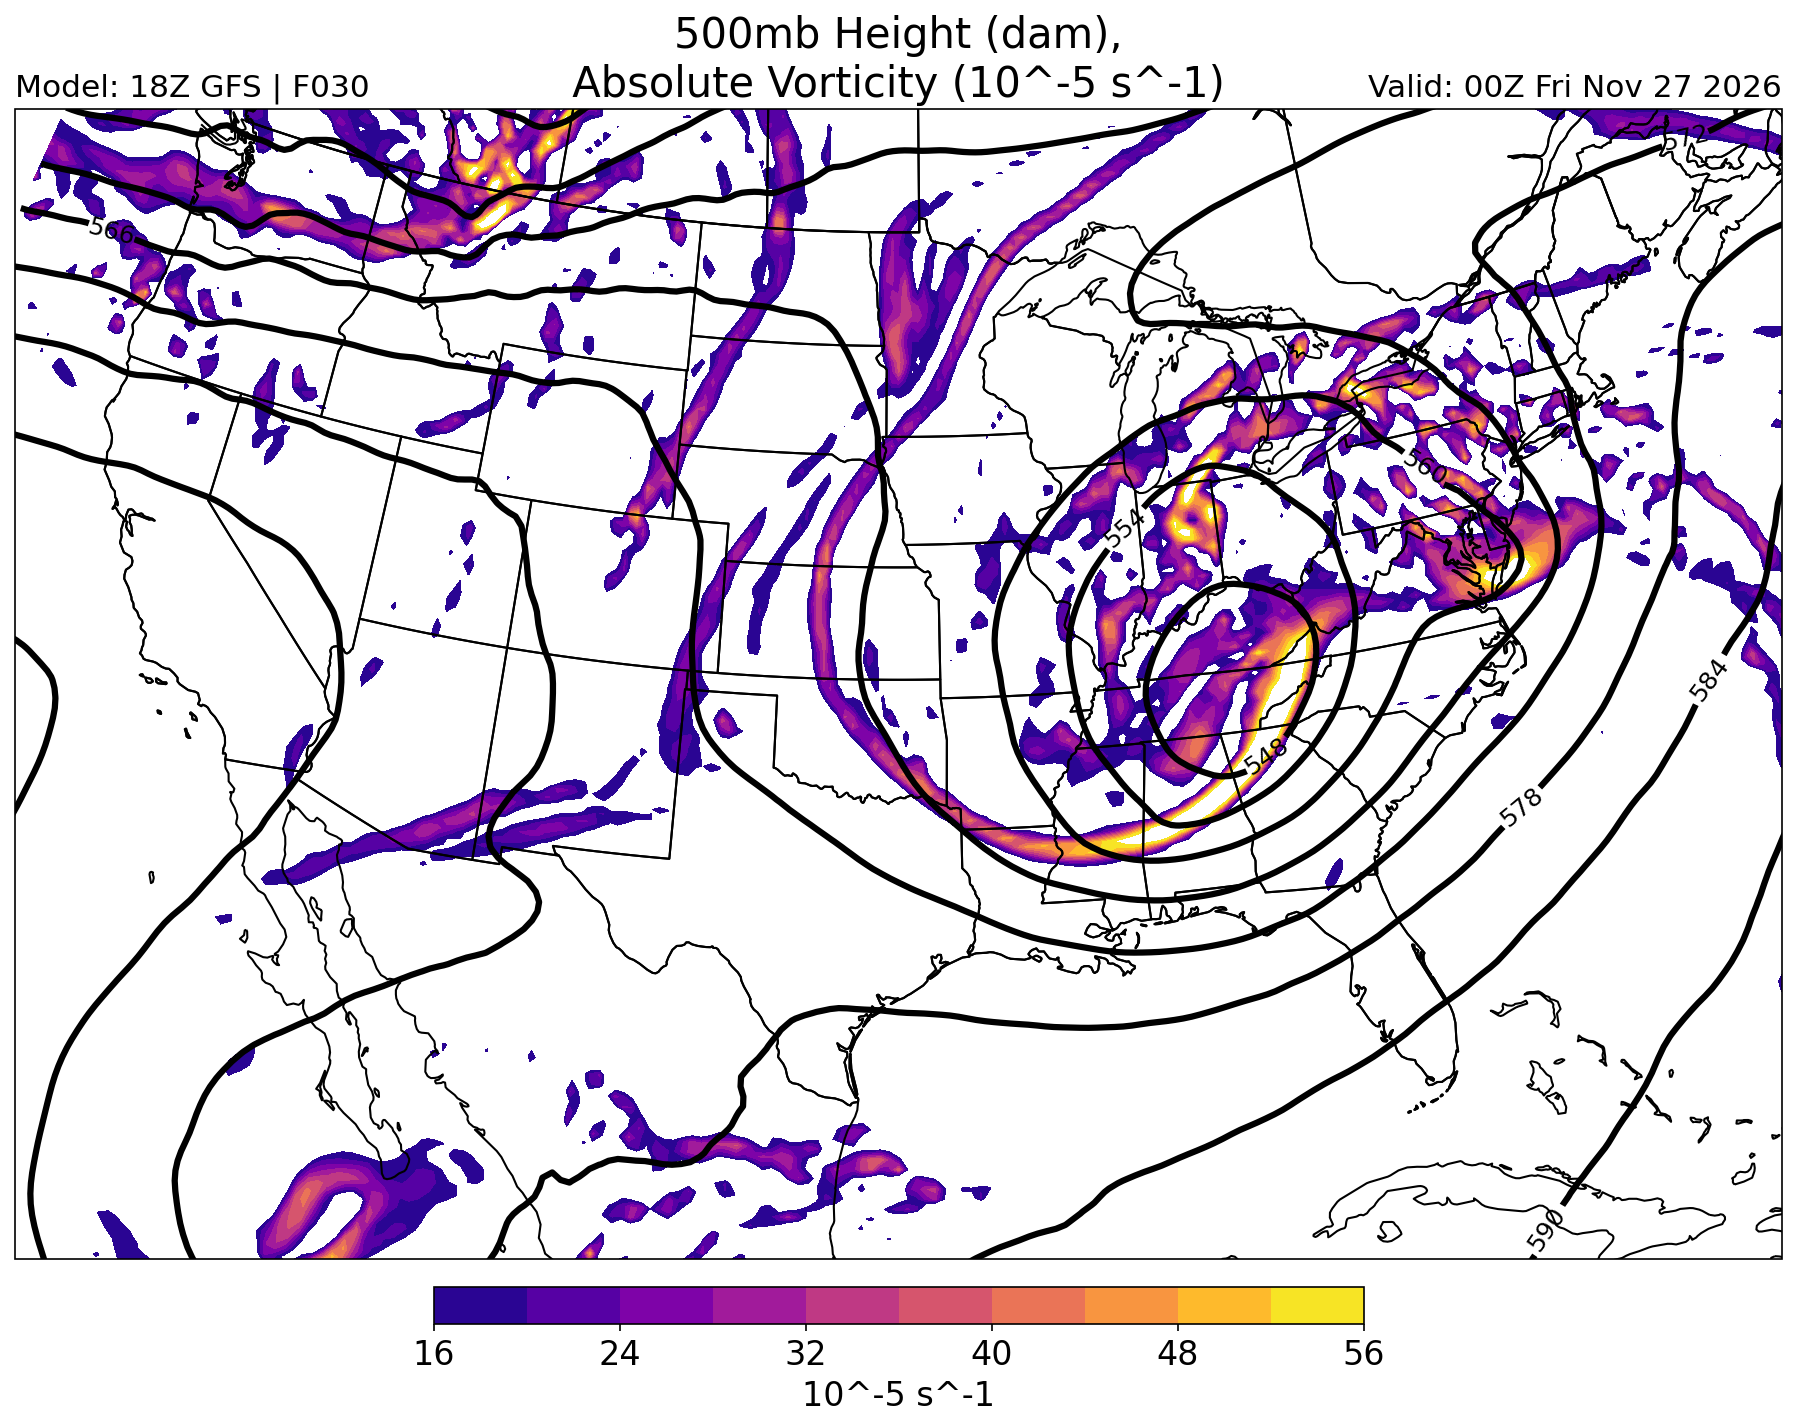 500mb Height (dam),
Model: 18Z GFS | F030
Absolute Vorticity (10^-5 s^-1)
Valid: 00Z Fri Nov 27 2026
572
566
560
554
584
548
578
590
16 24 32 40 48 56
10^-5 s^-1